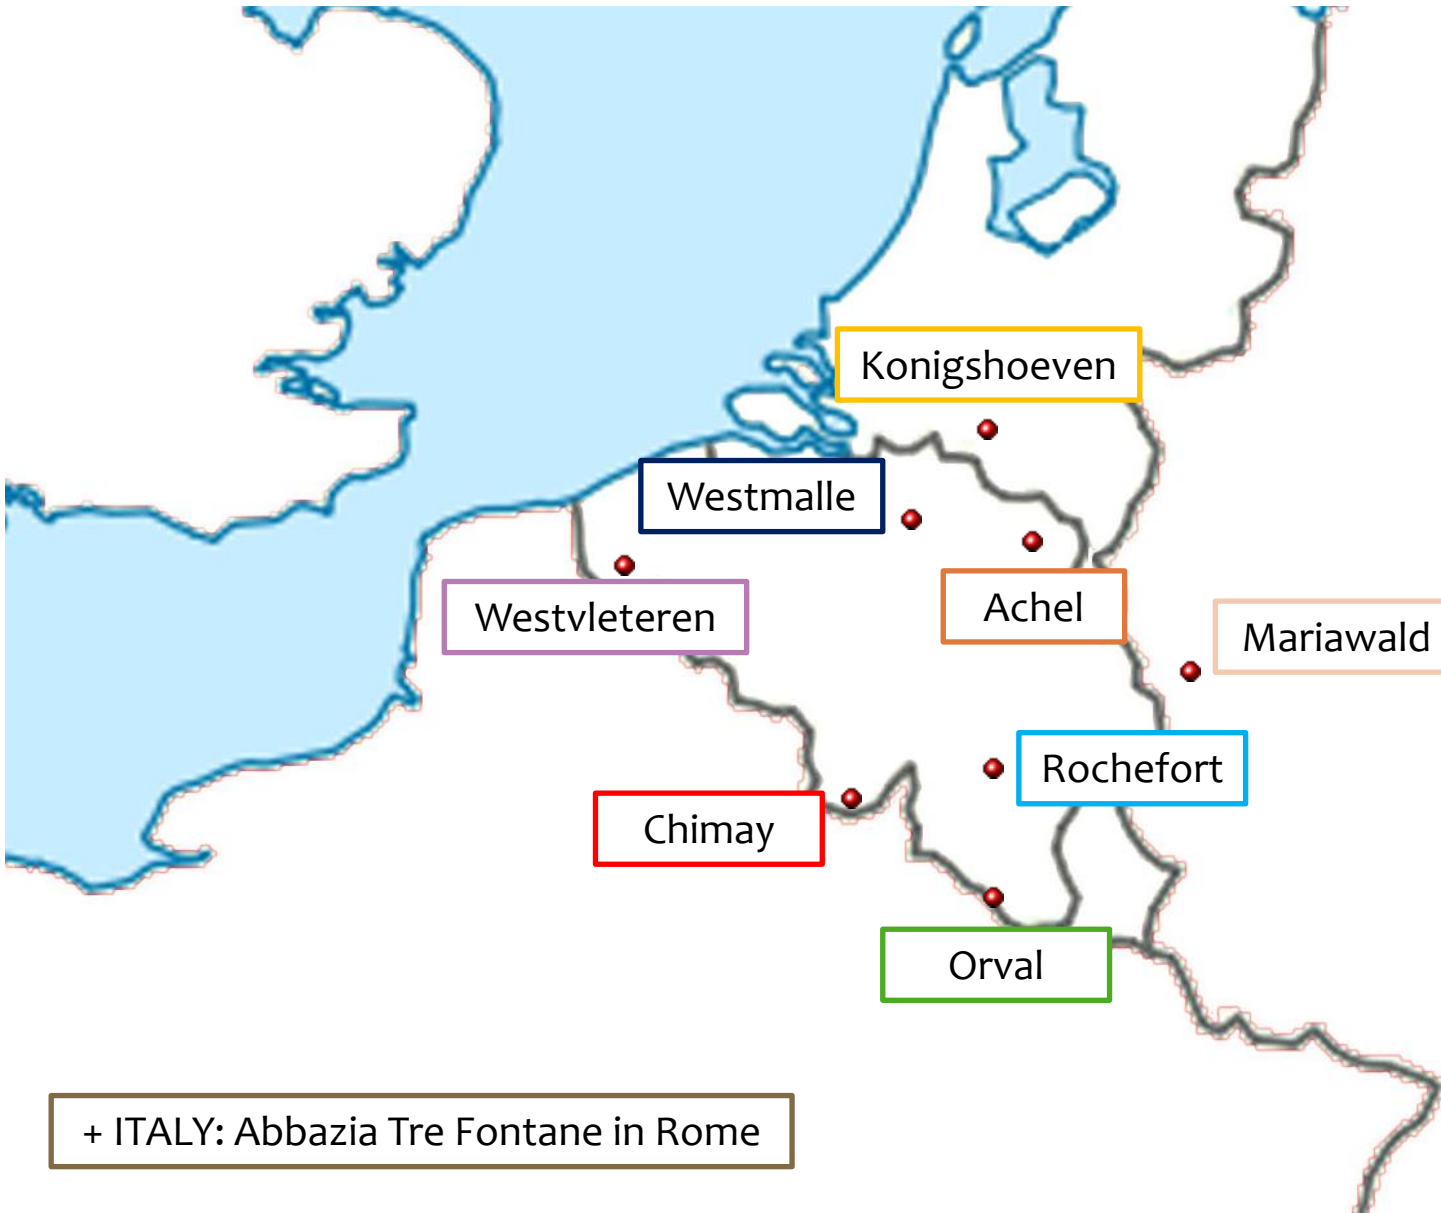 Konigshoeven
Westmalle
Westvleteren
Achel
Mariawald
Rochefort
Chimay
Orval
+ ITALY: Abbazia Tre Fontane in Rome